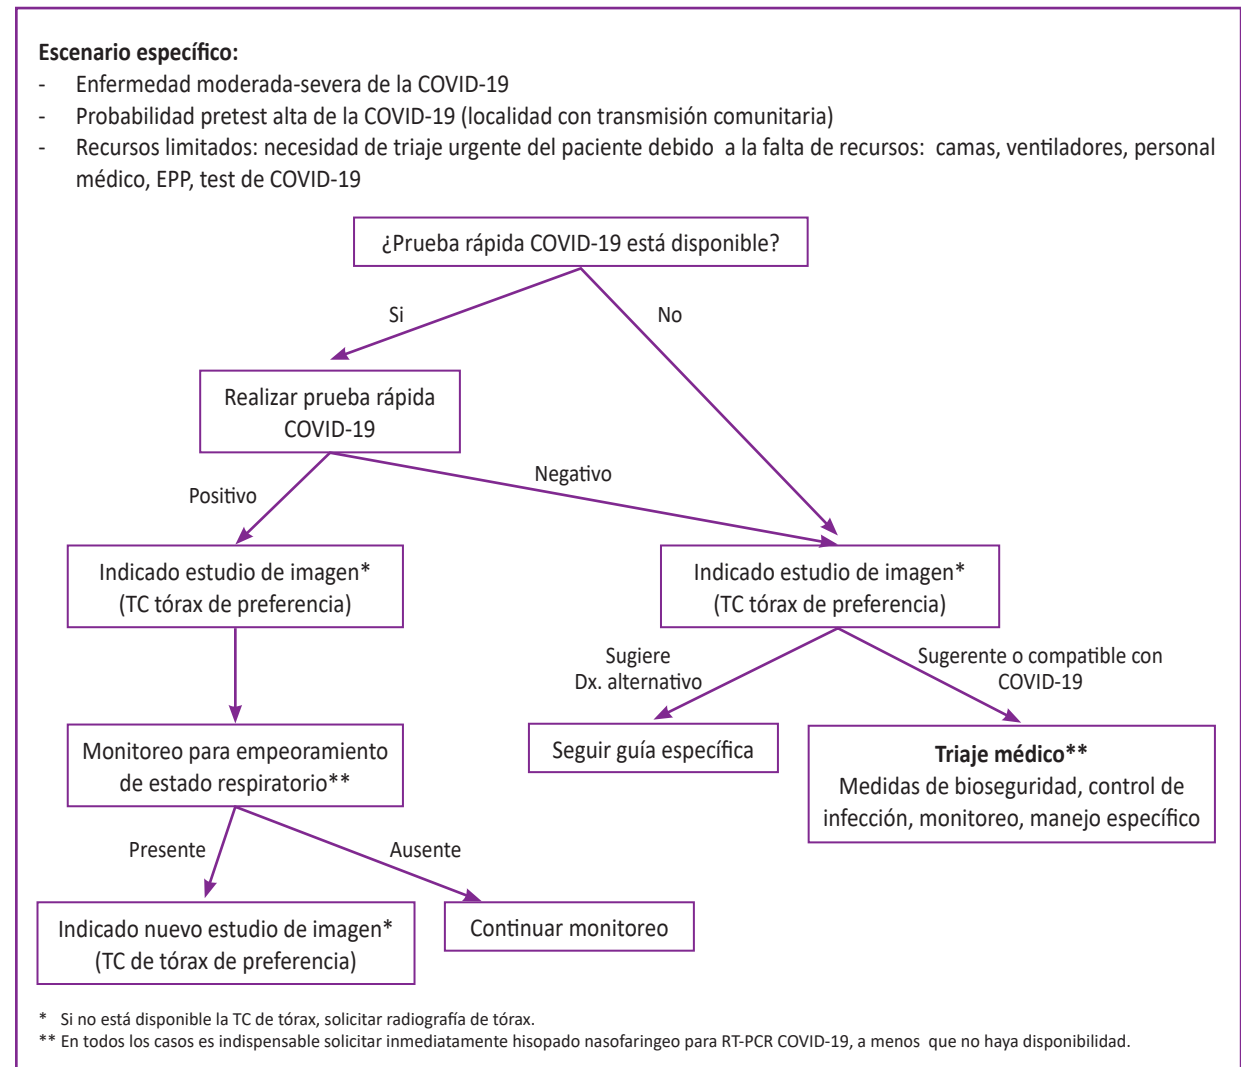 Escenario específico:
- Enfermedad moderada-severa de la COVID-19
- Probabilidad pretest alta de la COVID-19 (localidad con transmisión comunitaria)
- Recursos limitados: necesidad de triaje urgente del paciente debido a la falta de recursos: camas, ventiladores, personal
médico, EPP, test de COVID-19
¿Prueba rápida COVID-19 está disponible?
Si
No
Realizar prueba rápida
COVID-19
Positivo
Negativo
Indicado estudio de imagen*
(TC tórax de preferencia)
Indicado estudio de imagen*
(TC tórax de preferencia)
Sugiere
Dx. alternativo
Sugerente o compatible con
COVID-19
Monitoreo para empeoramiento
de estado respiratorio**
Seguir guía específica
Triaje médico**
Medidas de bioseguridad, control de
infección, monitoreo, manejo específico
Presente
Ausente
Indicado nuevo estudio de imagen*
(TC de tórax de preferencia)
Continuar monitoreo
* Si no está disponible la TC de tórax, solicitar radiografía de tórax.
** En todos los casos es indispensable solicitar inmediatamente hisopado nasofaringeo para RT-PCR COVID-19, a menos que no haya disponibilidad.